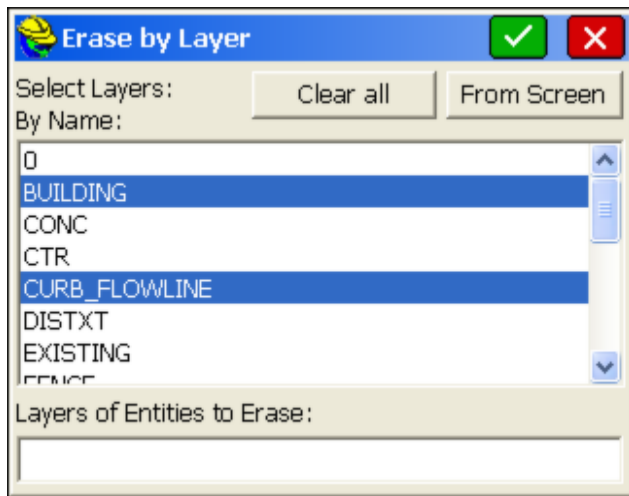 Erase by Layer
Select Layers:
Clear all
From Screen
By Name:
0
BUILDING
CONC
CTR
CURB_FLOWLINE
DISTXT
EXISTING
FENCE
Layers of Entities to Erase: